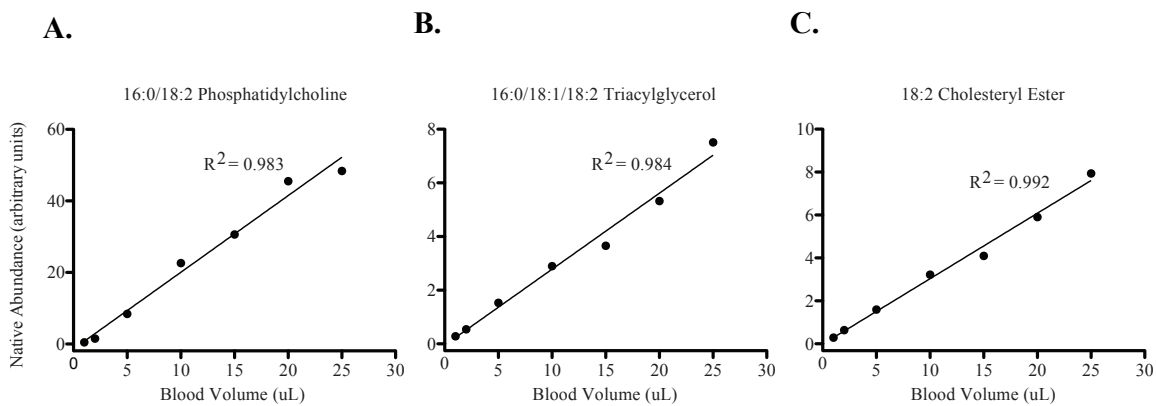 A.
B.
C.
16:0/18:2 Phosphatidylcholine
16:0/18:1/18:2 Triacylglycerol
18:2 Cholesteryl Ester
Native Abundance (arbitrary units)
60
40
20
0
R2 = 0.983
0 5 10 15 20 25 30
Blood Volume (uL)
8
6
4
2
0
R2 = 0.984
0 5 10 15 20 25 30
Blood Volume (uL)
10
8
6
4
2
0
R2 = 0.992
0 5 10 15 20 25 30
Blood Volume (uL)